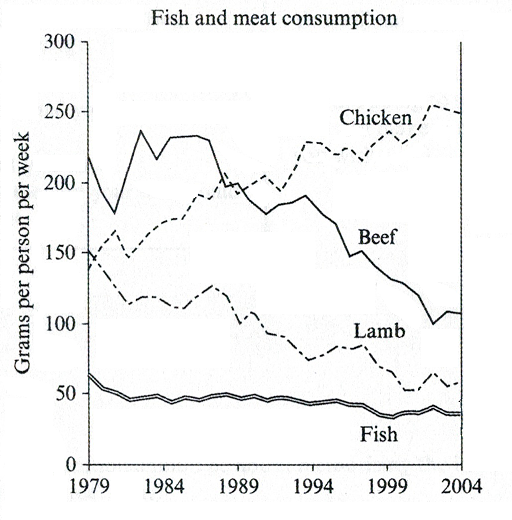 Fish and meat consumption
Grams per person per week
300
250
200
150
100
50
0
Chicken
Beef
Lamb
Fish
1979 1984 1989 1994 1999 2004